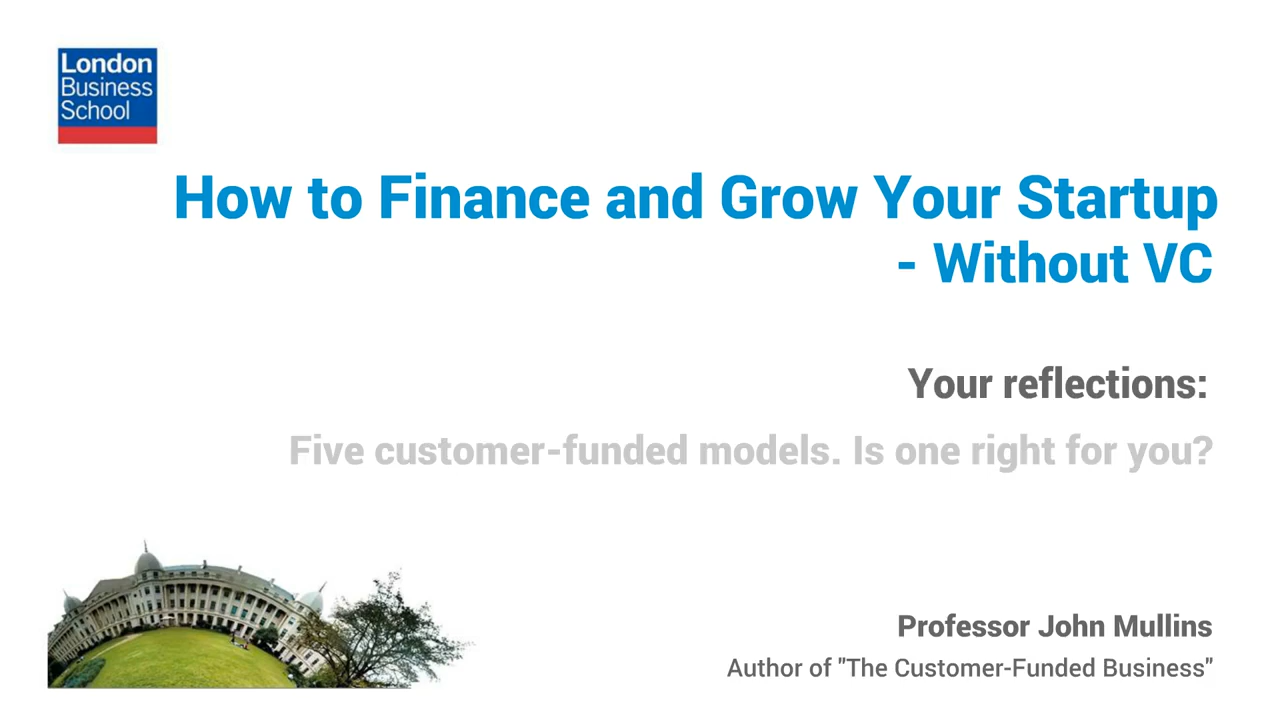 London
Business
School
How to Finance and Grow Your Startup
- Without VC
Your reflections:
Five customer-funded models. Is one right for you?
Professor John Mullins
Author of "The Customer-Funded Business"